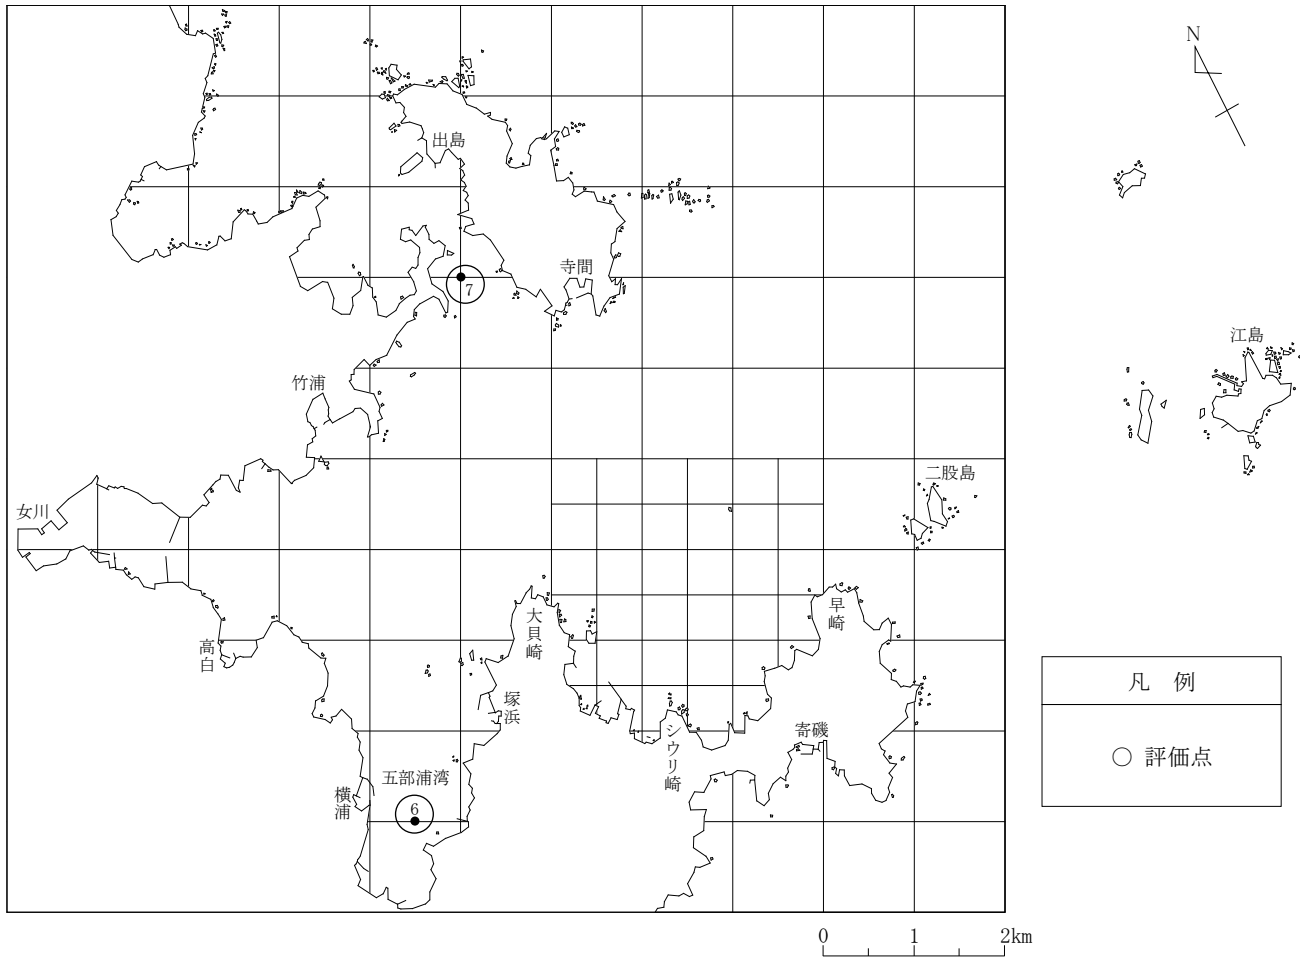 N
出島
寺間
7
江島
竹浦
二股島
女川
大貝崎
早崎
高白
凡 例
塚浜
シウリ崎
寄磯
○ 評価点
五部浦湾
横浦
6
0 1 2km